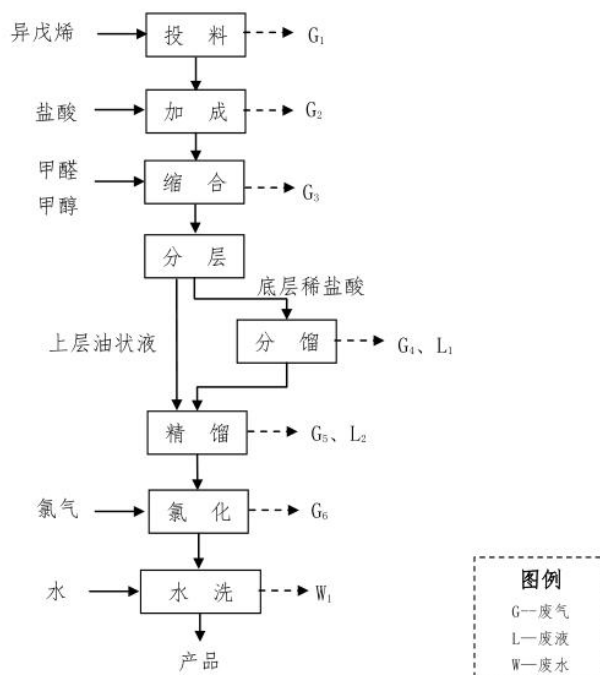 异戊烯
投 料
G₁
盐酸
加 成
G₂
甲醛
甲醇
缩 合
G₃
分 层
底层稀盐酸
上层油状液
分 馏
G₄、L₁
精 馏
G₅、L₂
氯气
氯 化
G₆
水
水 洗
W₁
产品
图例
G--废气
L—废液
W—废水